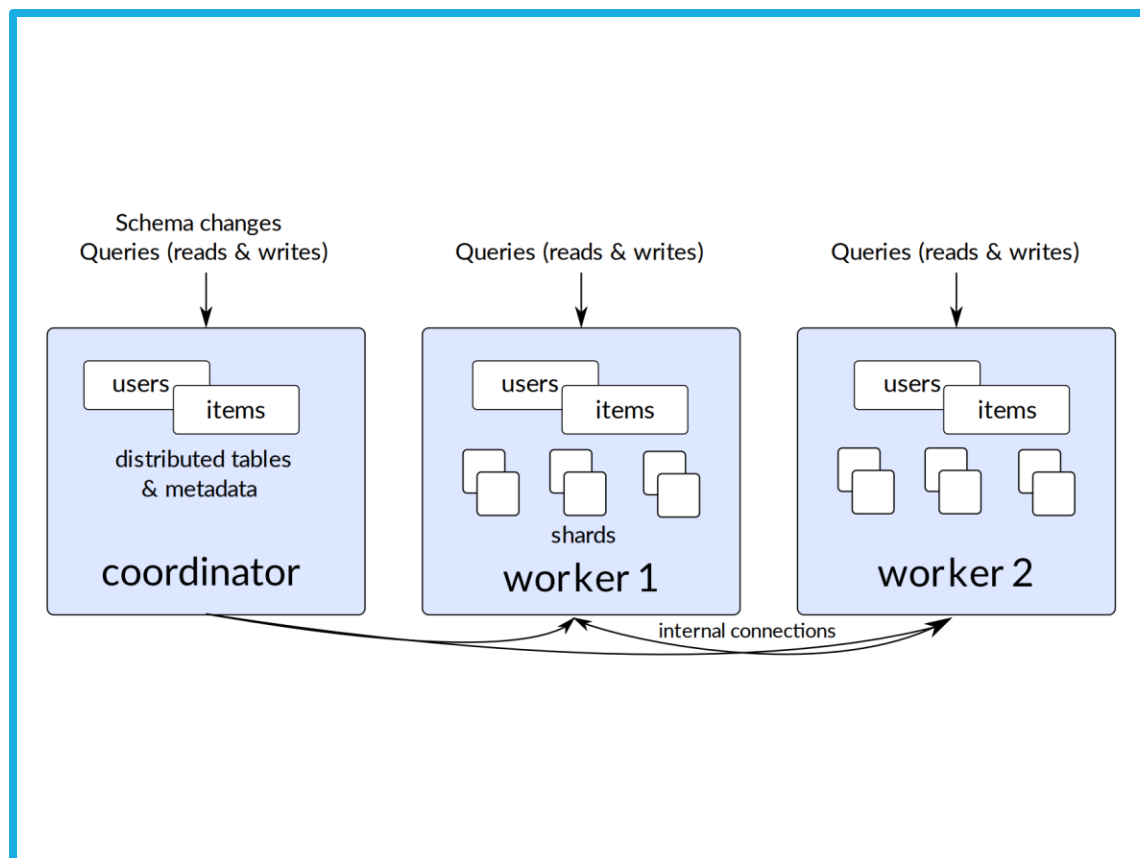 Schema changes
Queries (reads & writes)
Queries (reads & writes)
Queries (reads & writes)
users
items
distributed tables
& metadata
coordinator
users
items
shards
worker 1
users
items
worker 2
internal connections